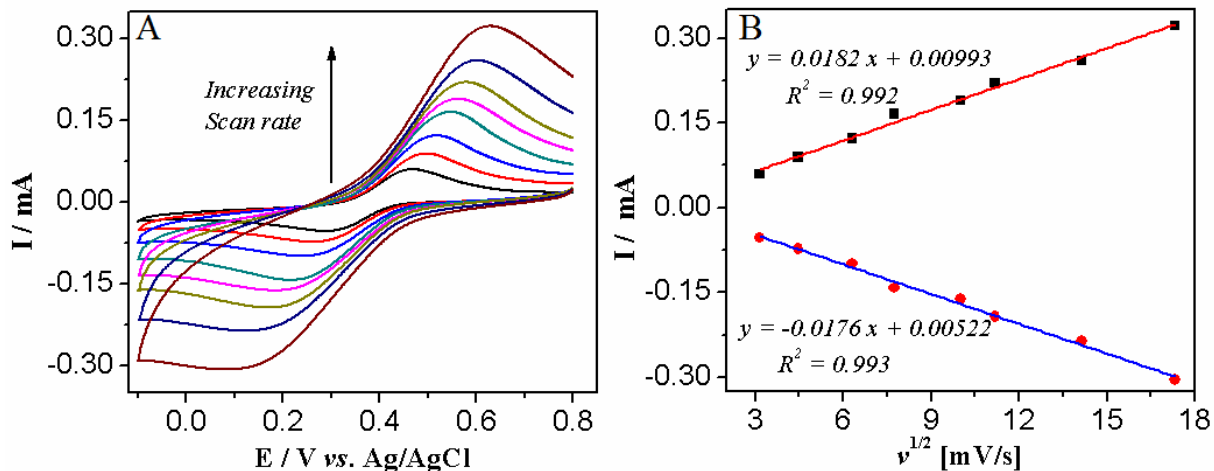 A
Increasing
Scan rate
0.30
0.15
0.00
-0.15
-0.30
I / mA
0.0 0.2 0.4 0.6 0.8
E / V vs. Ag/AgCl
B
y = 0.0182 x + 0.00993
R² = 0.992
y = -0.0176 x + 0.00522
R² = 0.993
0.30
0.15
0.00
-0.15
-0.30
I / mA
3 6 9 12 15 18
ν¹/² [mV/s]